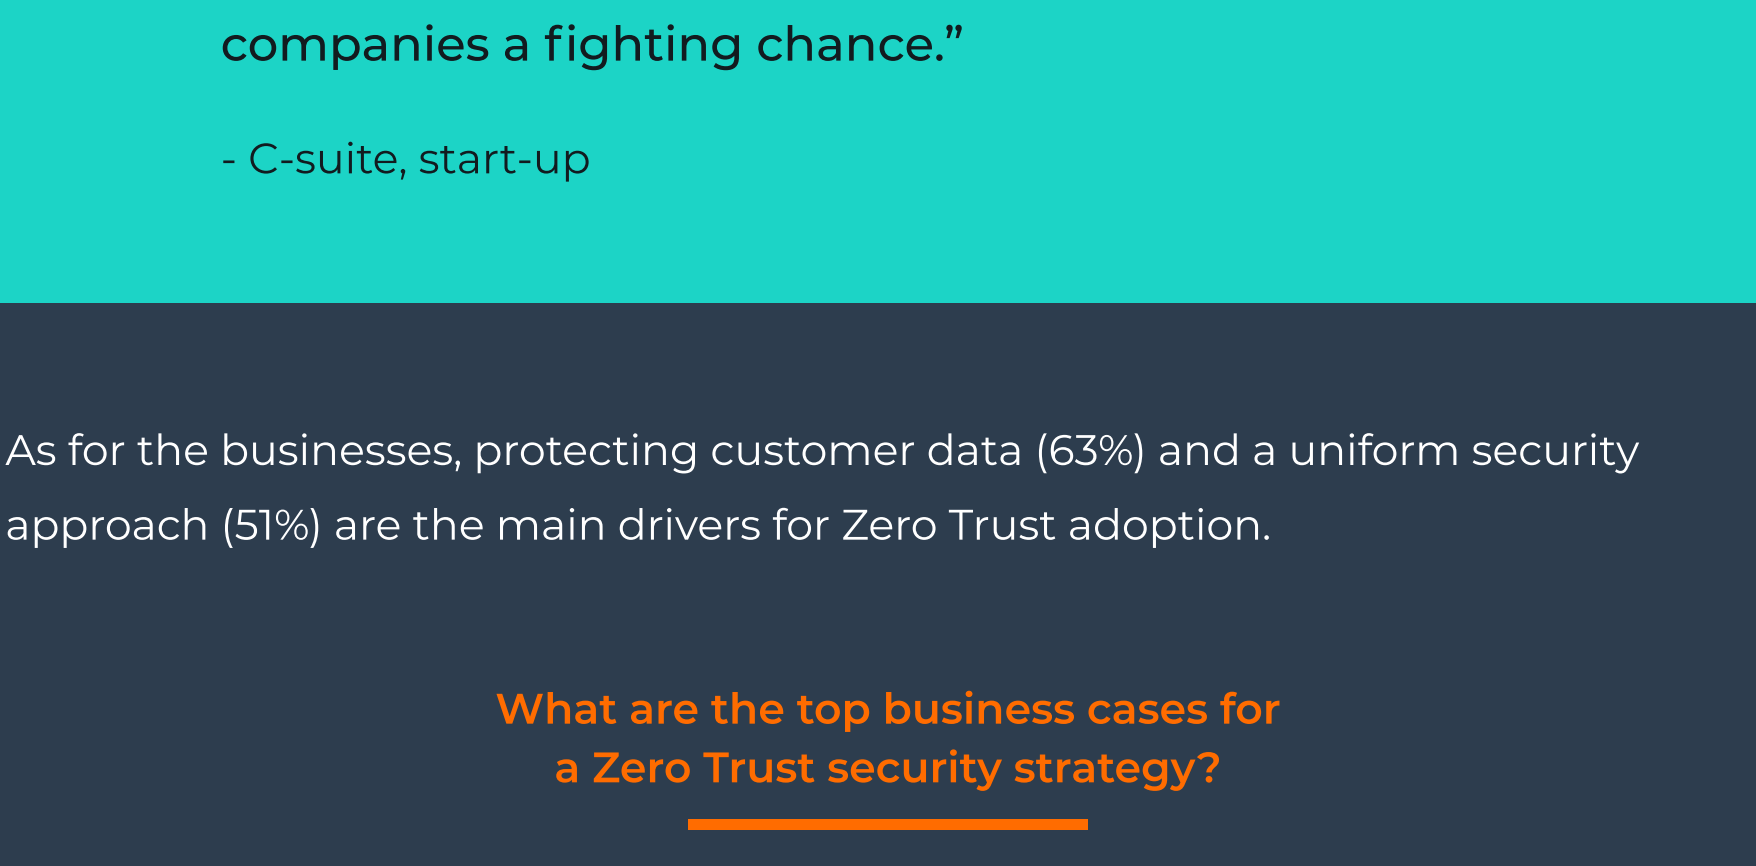 companies a fighting chance.”
- C-suite, start-up
As for the businesses, protecting customer data (63%) and a uniform security
approach (51%) are the main drivers for Zero Trust adoption.
What are the top business cases for
a Zero Trust security strategy?